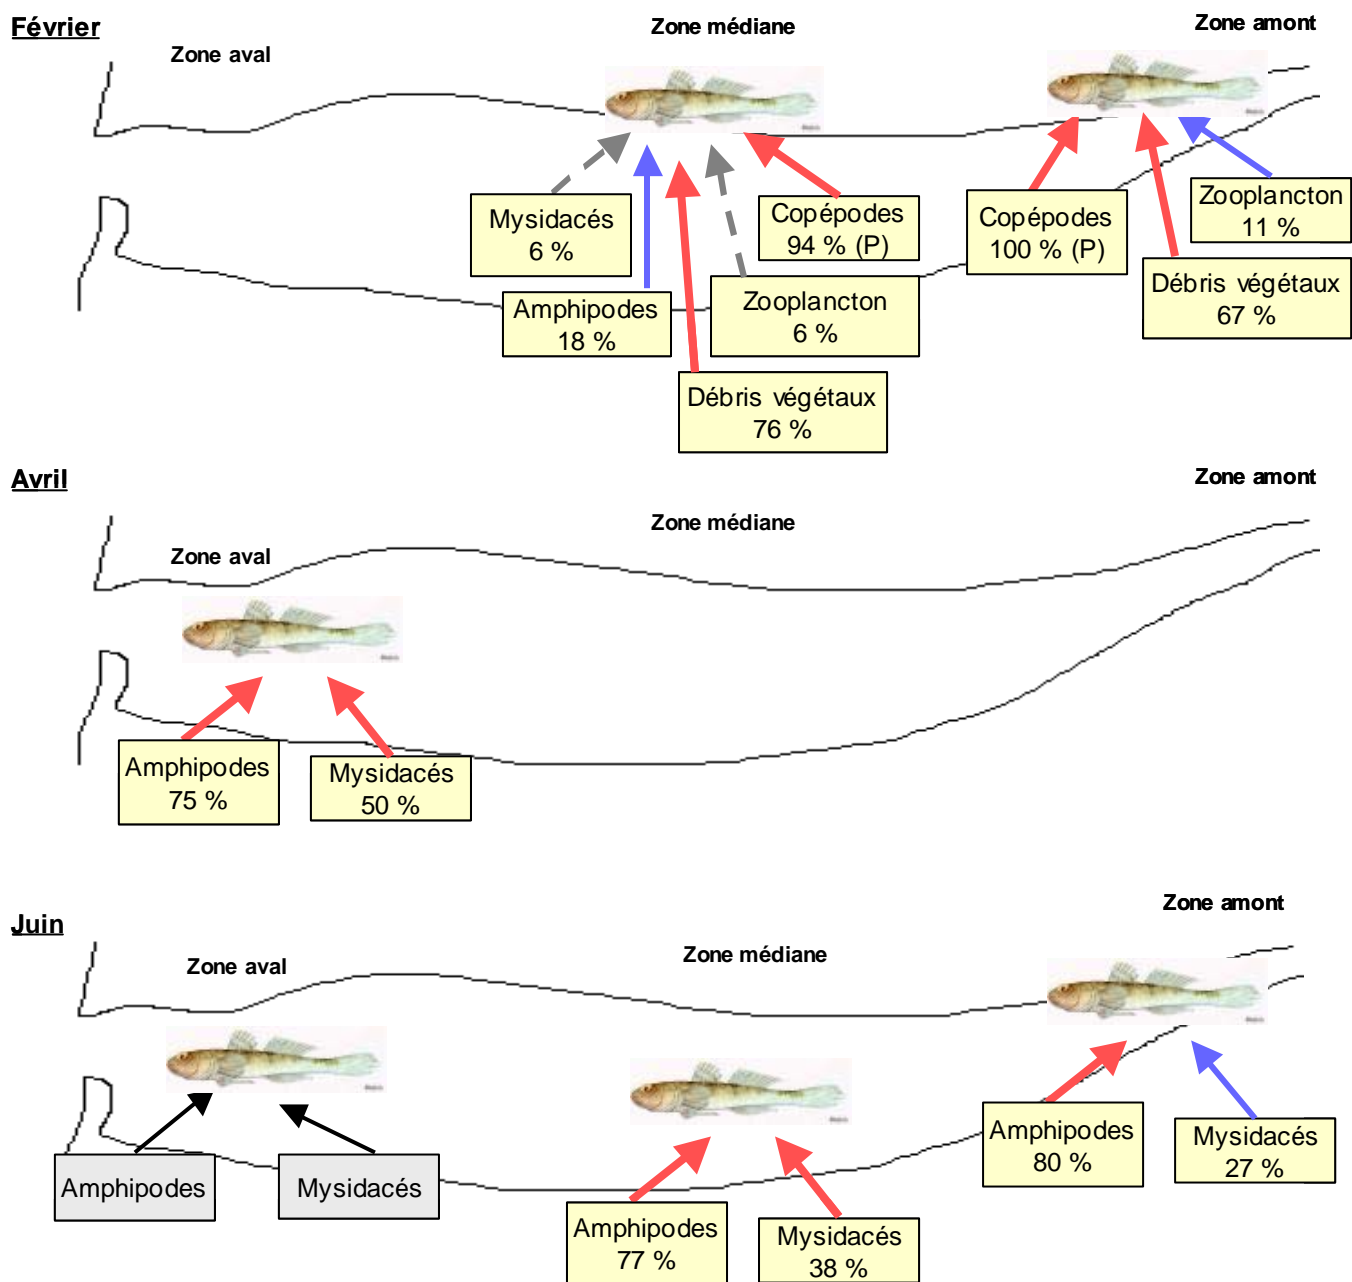 Février
Zone aval
Zone médiane
Zone amont
Mysidacés
6 %
Amphipodes
18 %
Débris végétaux
76 %
Zooplancton
6 %
Copépodes
94 % (P)
Copépodes
100 % (P)
Débris végétaux
67 %
Zooplancton
11 %
Avril
Zone aval
Zone médiane
Zone amont
Amphipodes
75 %
Mysidacés
50 %
Juin
Zone aval
Zone médiane
Zone amont
Amphipodes
Mysidacés
Amphipodes
77 %
Mysidacés
38 %
Amphipodes
80 %
Mysidacés
27 %